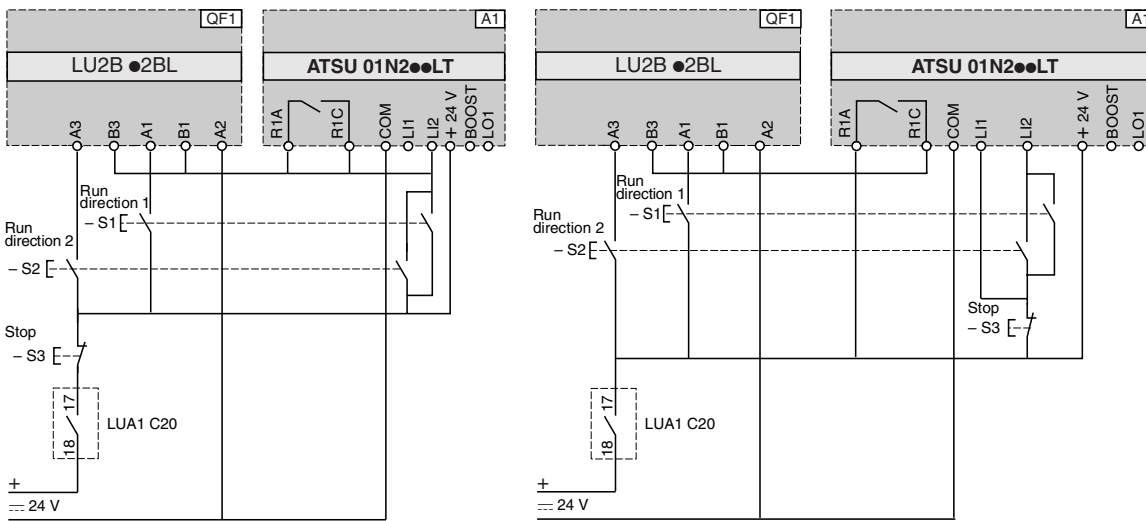 QF1
LU2B ●2BL
A3 B3 A1 B1 A2
A1
ATSU 01N2●●LT
R1A R1C COM LI1 LI2 + 24 V BOOST LO1
Run
direction 1
– S1
Run
direction 2
– S2
Stop
– S3
17
18
LUA1 C20
+
24 V
QF1
LU2B ●2BL
A3 B3 A1 B1 A2
A1
ATSU 01N2●●LT
R1A R1C COM LI1 LI2 + 24 V BOOST LO1
Run
direction 1
– S1
Run
direction 2
– S2
Stop
– S3
17
18
LUA1 C20
+
24 V